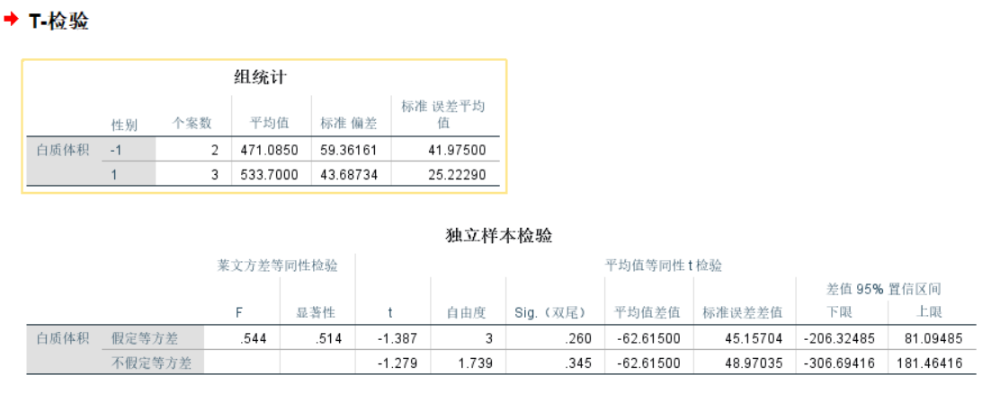 T-检验
组统计
性别 个案数 平均值 标准 偏差 标准 误差平均值
白质体积 -1 2 471.0850 59.36161 41.97500
1 3 533.7000 43.68734 25.22290
独立样本检验
莱文方差等同性检验 平均值等同性 t 检验
差值 95% 置信区间
F 显著性 t 自由度 Sig.（双尾） 平均值差值 标准误差差值 下限 上限
白质体积 假定等方差 .544 .514 -1.387 3 .260 -62.61500 45.15704 -206.32485 81.09485
不假定等方差 -1.279 1.739 .345 -62.61500 48.97035 -306.69416 181.46416